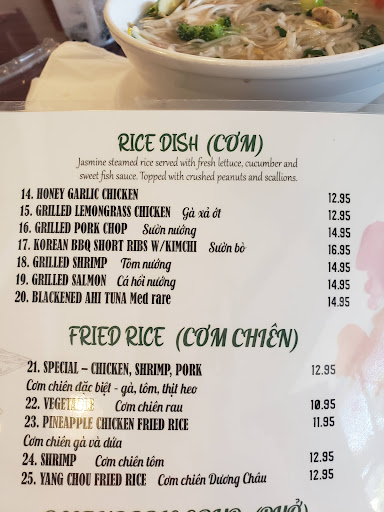 RICE DISH (CƠM)
Jasmine steamed rice served with fresh lettuce, cucumber and
sweet fish sauce. Topped with crushed peanuts and scallions.
14. HONEY GARLIC CHICKEN 12.95
15. GRILLED LEMONGRASS CHICKEN Gà xả ớt 12.95
16. GRILLED PORK CHOP Sườn nướng 14.95
17. KOREAN BBQ SHORT RIBS W/KIMCHI Sườn bò 16.95
18. GRILLED SHRIMP Tôm nướng 14.95
19. GRILLED SALMON Cá hồi nướng 14.95
20. BLACKENED AHI TUNA Med rare 14.95
FRIED RICE (CƠM CHIÊN)
21. SPECIAL – CHICKEN, SHRIMP, PORK 12.95
Cơm chiên đặc biệt - gà, tôm, thịt heo
22. VEGETABLE Cơm chiên rau 10.95
23. PINEAPPLE CHICKEN FRIED RICE 11.95
Cơm chiên gà và dứa
24. SHRIMP Cơm chiên tôm 12.95
25. YANG CHOU FRIED RICE Cơm chiên Dương Châu 12.95